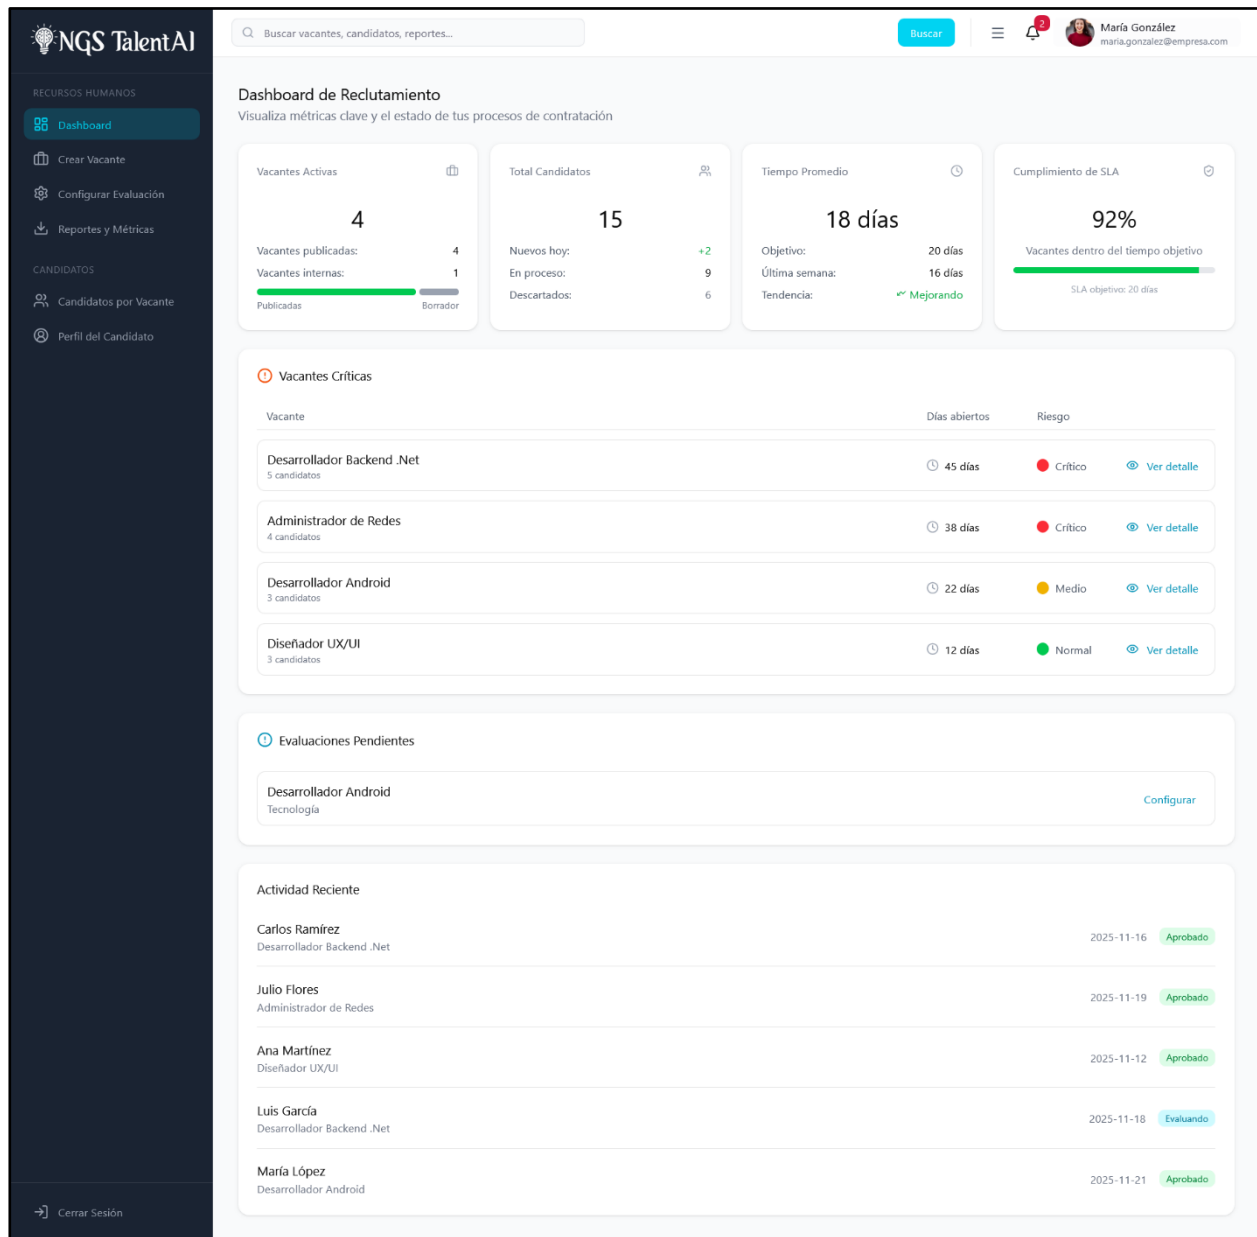 NGS TalentAI
RECURSOS HUMANOS
Dashboard
Crear Vacante
Configurar Evaluación
Reportes y Métricas
CANDIDATOS
Candidatos por Vacante
Perfil del Candidato
Cerrar Sesión
Buscar vacantes, candidatos, reportes...
Buscar
2
María González
maria.gonzalez@empresa.com
Dashboard de Reclutamiento
Visualiza métricas clave y el estado de tus procesos de contratación
Vacantes Activas
4
Vacantes publicadas: 4
Vacantes internas: 1
Publicadas Borrador
Total Candidatos
15
Nuevos hoy: +2
En proceso: 9
Descartados: 6
Tiempo Promedio
18 días
Objetivo: 20 días
Última semana: 16 días
Tendencia: Mejorando
Cumplimiento de SLA
92%
Vacantes dentro del tiempo objetivo
SLA objetivo: 20 días
Vacantes Críticas
Vacante Días abiertos Riesgo
Desarrollador Backend .Net
5 candidatos
45 días Crítico Ver detalle
Administrador de Redes
4 candidatos
38 días Crítico Ver detalle
Desarrollador Android
3 candidatos
22 días Medio Ver detalle
Diseñador UX/UI
3 candidatos
12 días Normal Ver detalle
Evaluaciones Pendientes
Desarrollador Android
Tecnología
Configurar
Actividad Reciente
Carlos Ramírez
Desarrollador Backend .Net
2025-11-16 Aprobado
Julio Flores
Administrador de Redes
2025-11-19 Aprobado
Ana Martínez
Diseñador UX/UI
2025-11-12 Aprobado
Luis García
Desarrollador Backend .Net
2025-11-18 Evaluando
María López
Desarrollador Android
2025-11-21 Aprobado